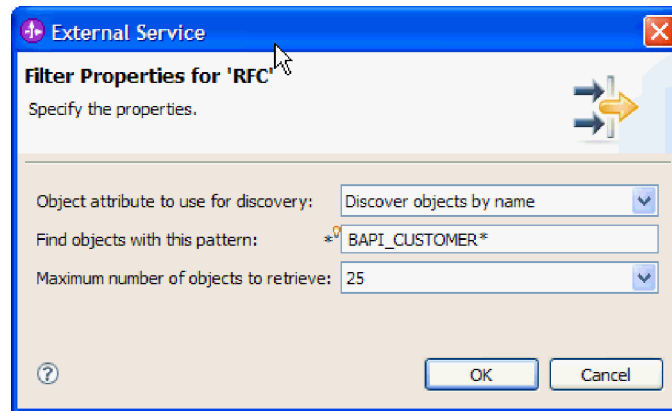 External Service
Filter Properties for 'RFC'
Specify the properties.
Object attribute to use for discovery: Discover objects by name
Find objects with this pattern: * BAPI_CUSTOMER*
Maximum number of objects to retrieve: 25
? OK Cancel